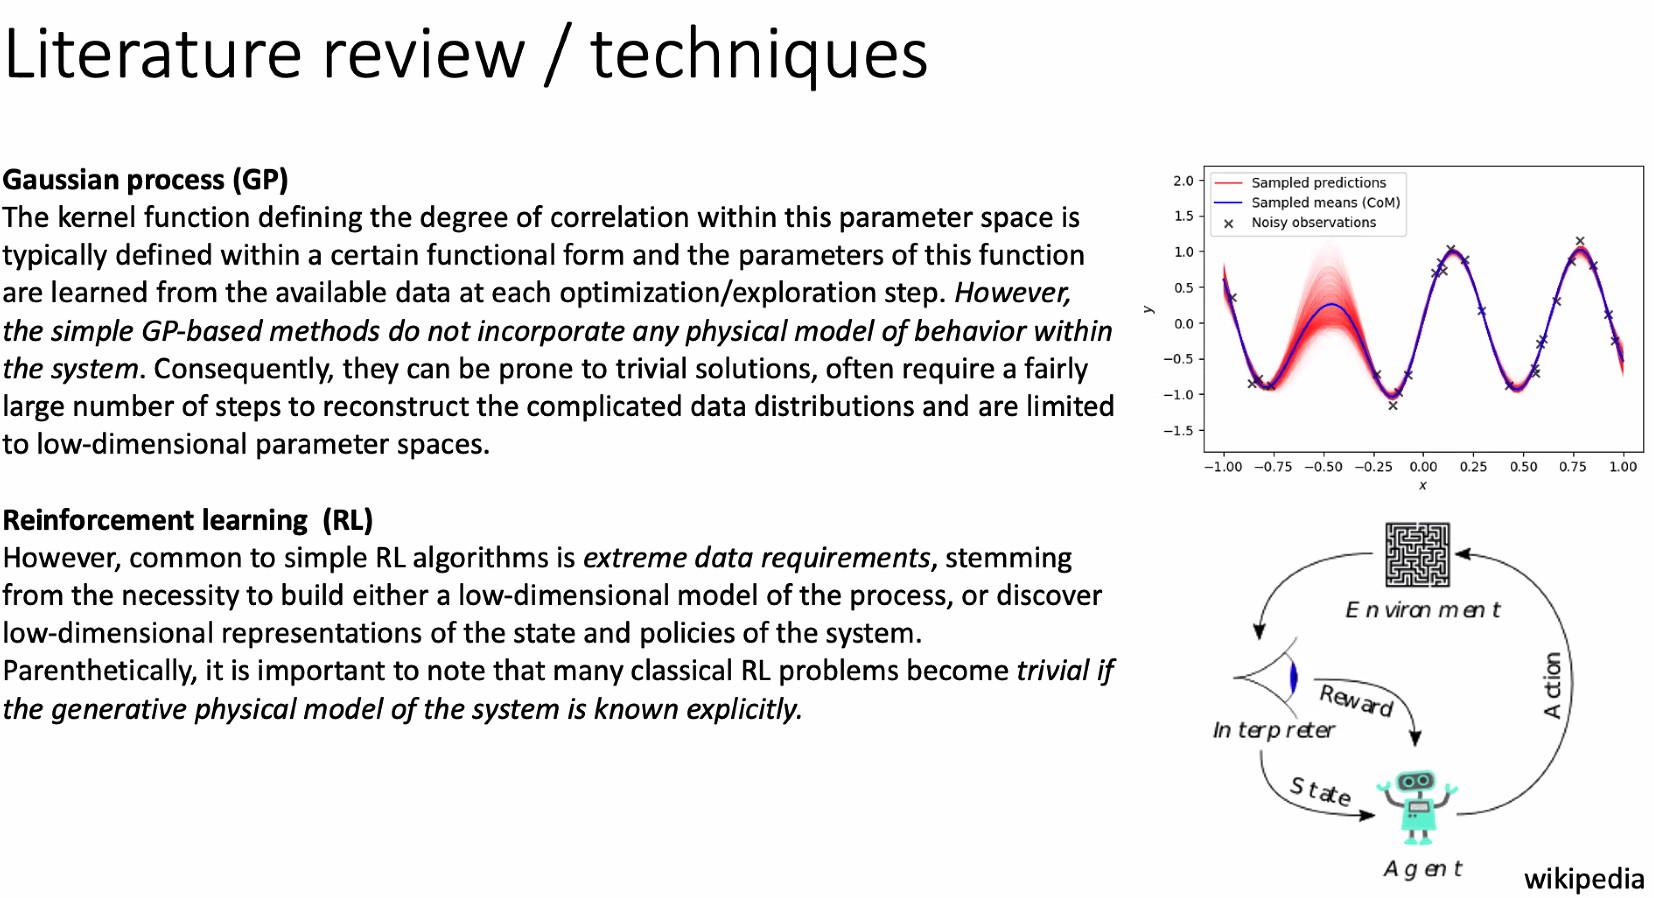 Literature review / techniques
Gaussian process (GP)
The kernel function defining the degree of correlation within this parameter space is
typically defined within a certain functional form and the parameters of this function
are learned from the available data at each optimization/exploration step. However,
the simple GP-based methods do not incorporate any physical model of behavior within
the system. Consequently, they can be prone to trivial solutions, often require a fairly
large number of steps to reconstruct the complicated data distributions and are limited
to low-dimensional parameter spaces.
Reinforcement learning (RL)
However, common to simple RL algorithms is extreme data requirements, stemming
from the necessity to build either a low-dimensional model of the process, or discover
low-dimensional representations of the state and policies of the system.
Parenthetically, it is important to note that many classical RL problems become trivial if
the generative physical model of the system is known explicitly.
Sampled predictions
Sampled means (CoM)
Noisy observations
2.0
1.5
1.0
0.5
0.0
−0.5
−1.0
−1.5
y
−1.00 −0.75 −0.50 −0.25 0.00 0.25 0.50 0.75 1.00
x
Environment
Action
Reward
Interpreter
State
Agent
wikipedia